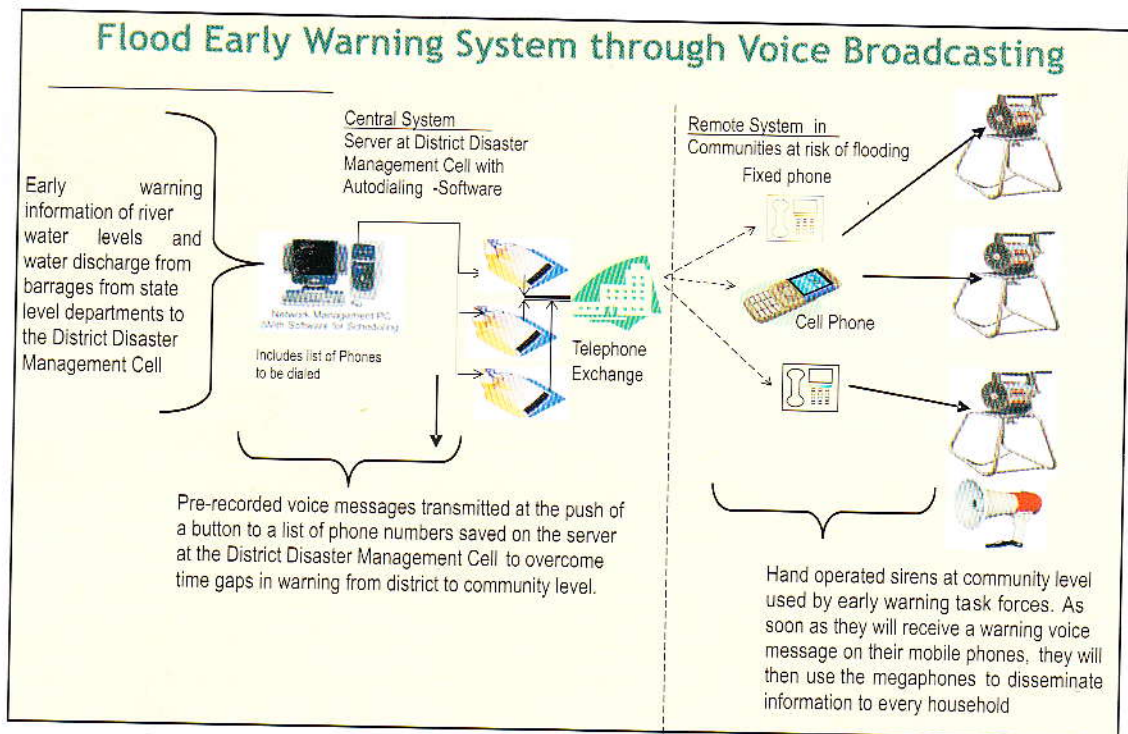 Flood Early Warning System through Voice Broadcasting
Early warning
information of river
water levels and
water discharge from
barrages from state
level departments to
the District Disaster
Management Cell
Central System
Server at District Disaster
Management Cell with
Autodialing -Software
Network Management PC
(With Software for Scheduling
Includes list of Phones
to be dialed
Telephone
Exchange
Remote System in
Communities at risk of flooding
Fixed phone
Cell Phone
Pre-recorded voice messages transmitted at the push of
a button to a list of phone numbers saved on the server
at the District Disaster Management Cell to overcome
time gaps in warning from district to community level.
Hand operated sirens at community level
used by early warning task forces. As
soon as they will receive a warning voice
message on their mobile phones, they will
then use the megaphones to disseminate
information to every household